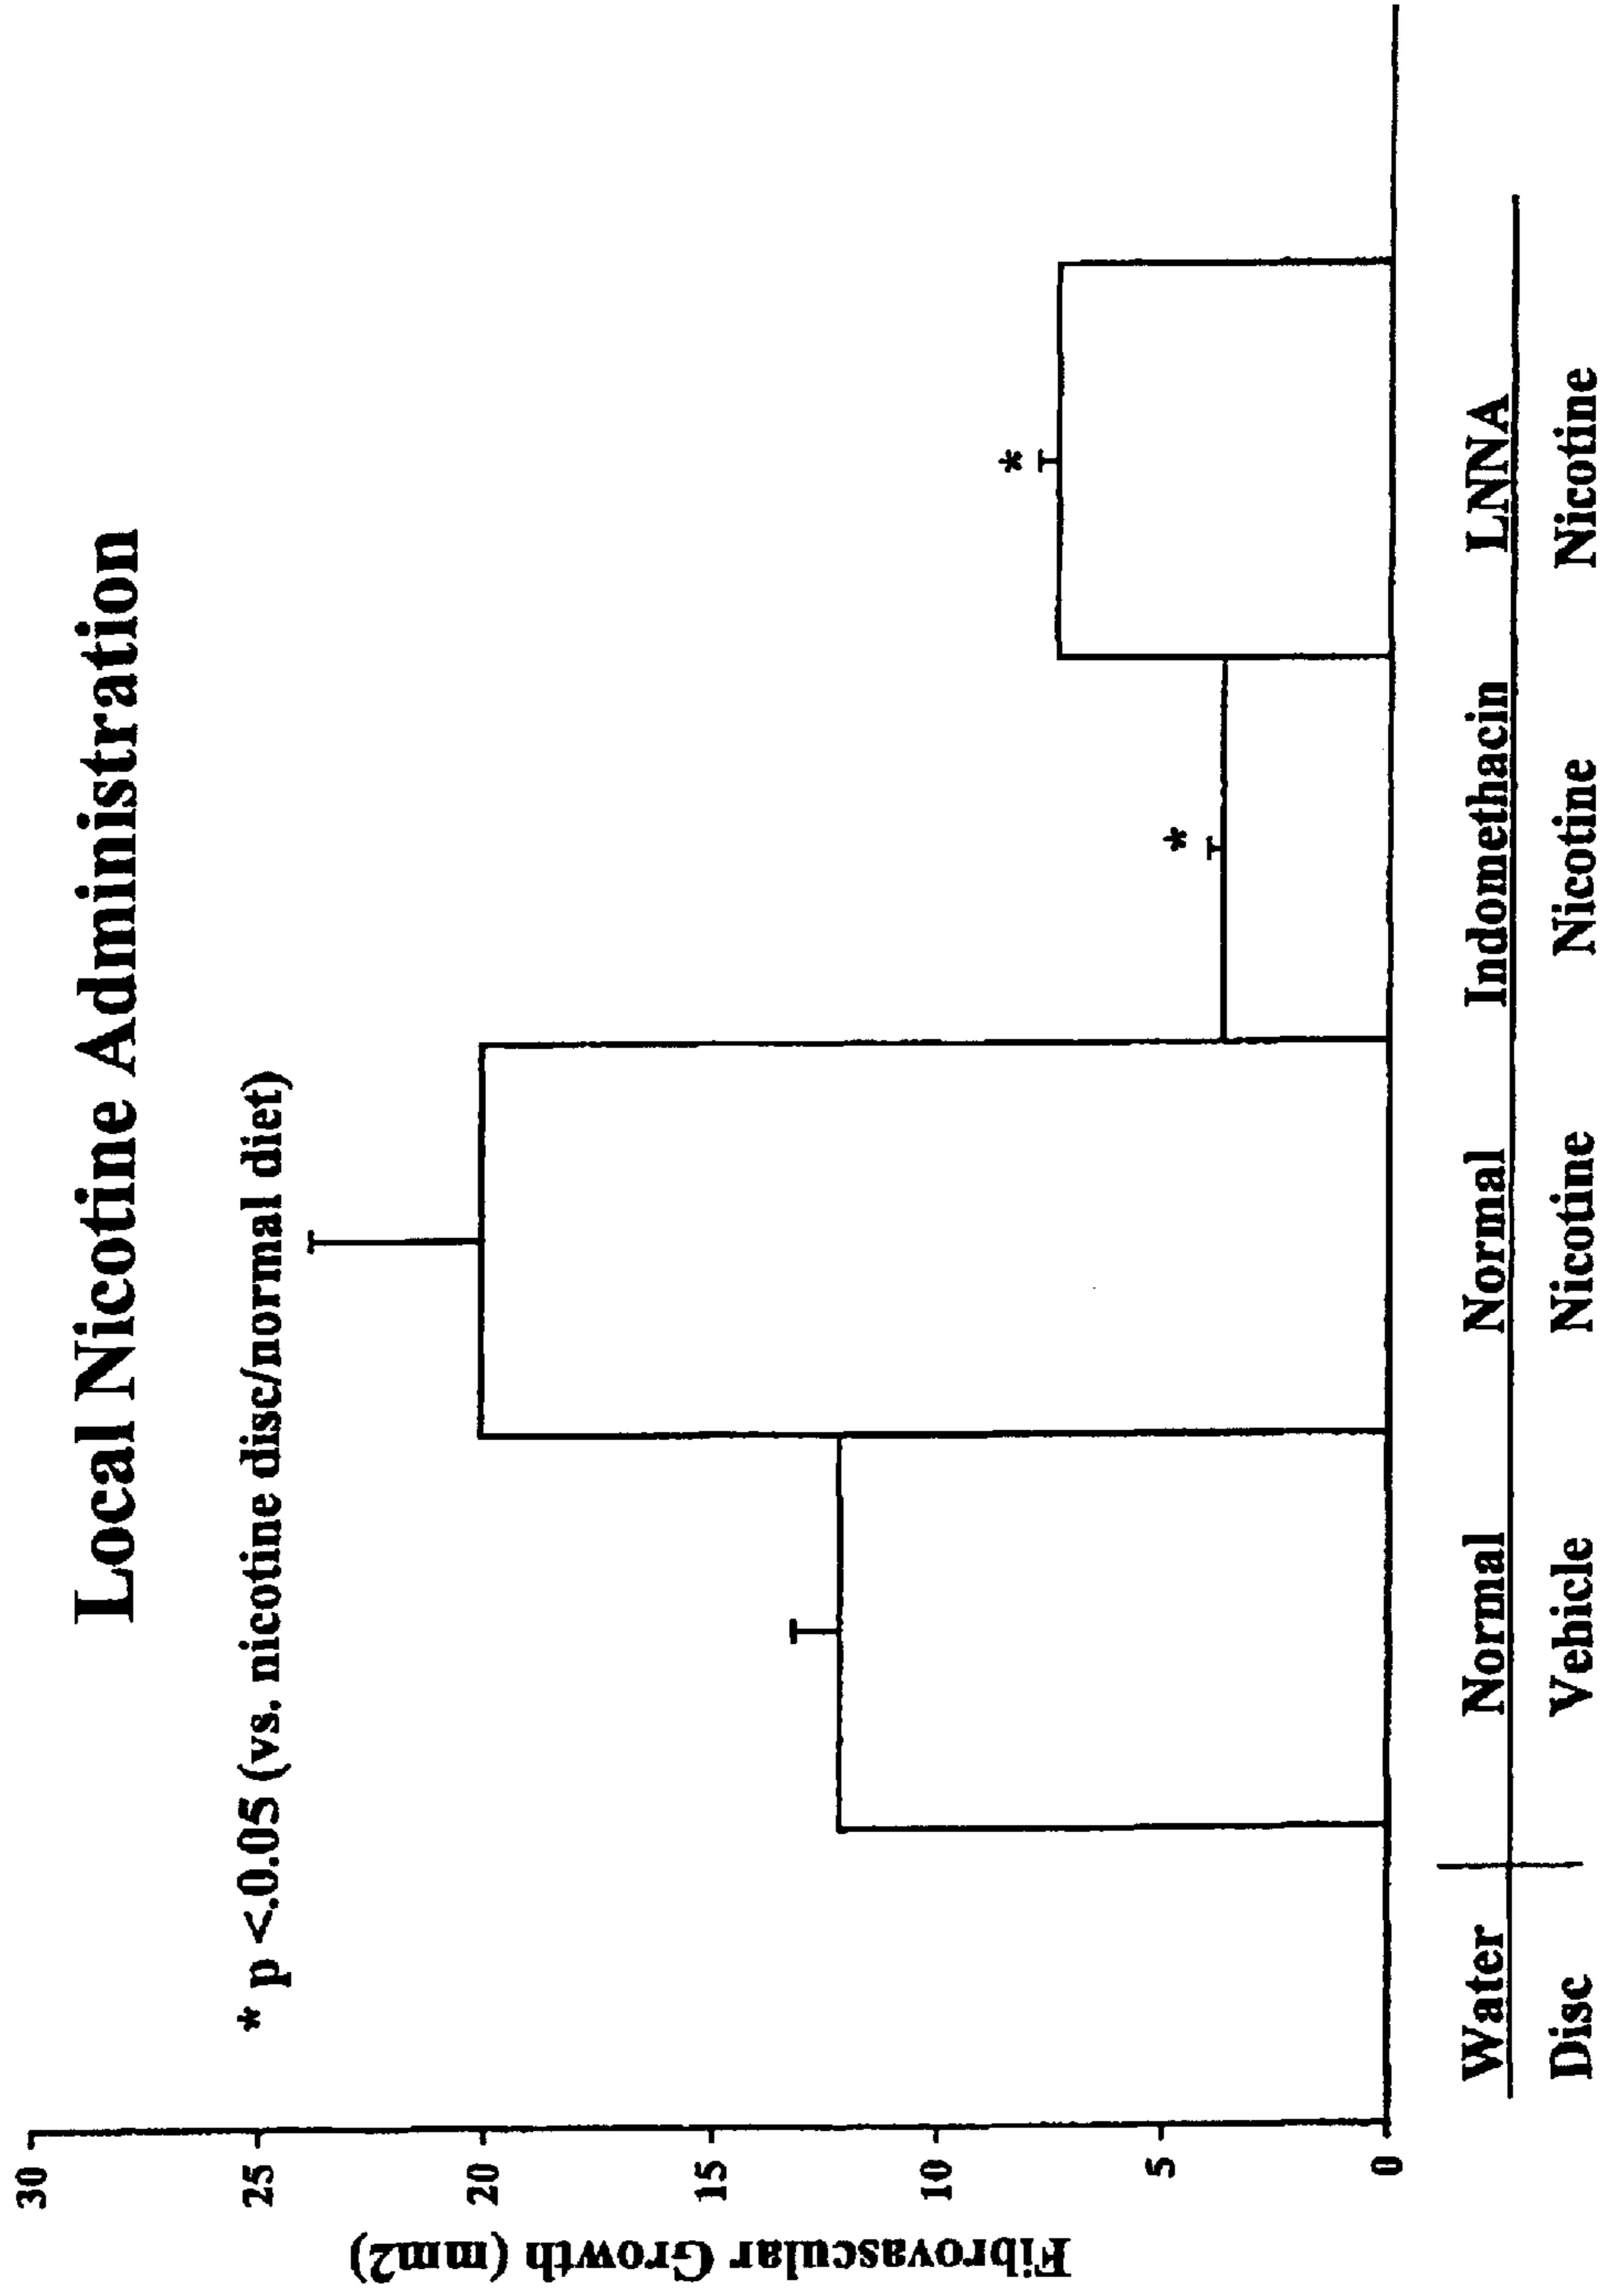 Local Nicotine Administration
* p <.0.05 (vs. nicotine disc/normal diet)
Fibrovascular Growth (mm2)
30
25
20
15
10
5
0
Water Normal Normal Indomethacin LNNA
Disc Vehicle Nicotine Nicotine Nicotine
* *